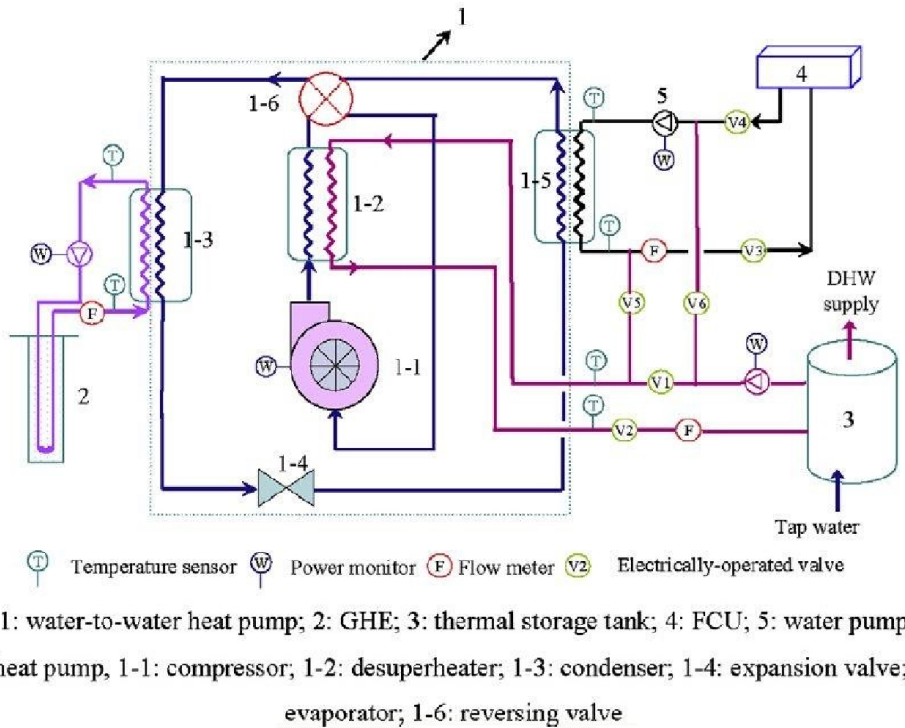 1
1-6
4
5
T
V4
W
T
1-5
1-2
T
1-3
W
T
F
V3
DHW
supply
T
F
V5
V6
W
2
W
1-1
T
V1
T
3
V2
F
1-4
Tap water
T Temperature sensor W Power monitor F Flow meter V2 Electrically-operated valve
1: water-to-water heat pump; 2: GHE; 3: thermal storage tank; 4: FCU; 5: water pump
heat pump, 1-1: compressor; 1-2: desuperheater; 1-3: condenser; 1-4: expansion valve;
evaporator; 1-6: reversing valve